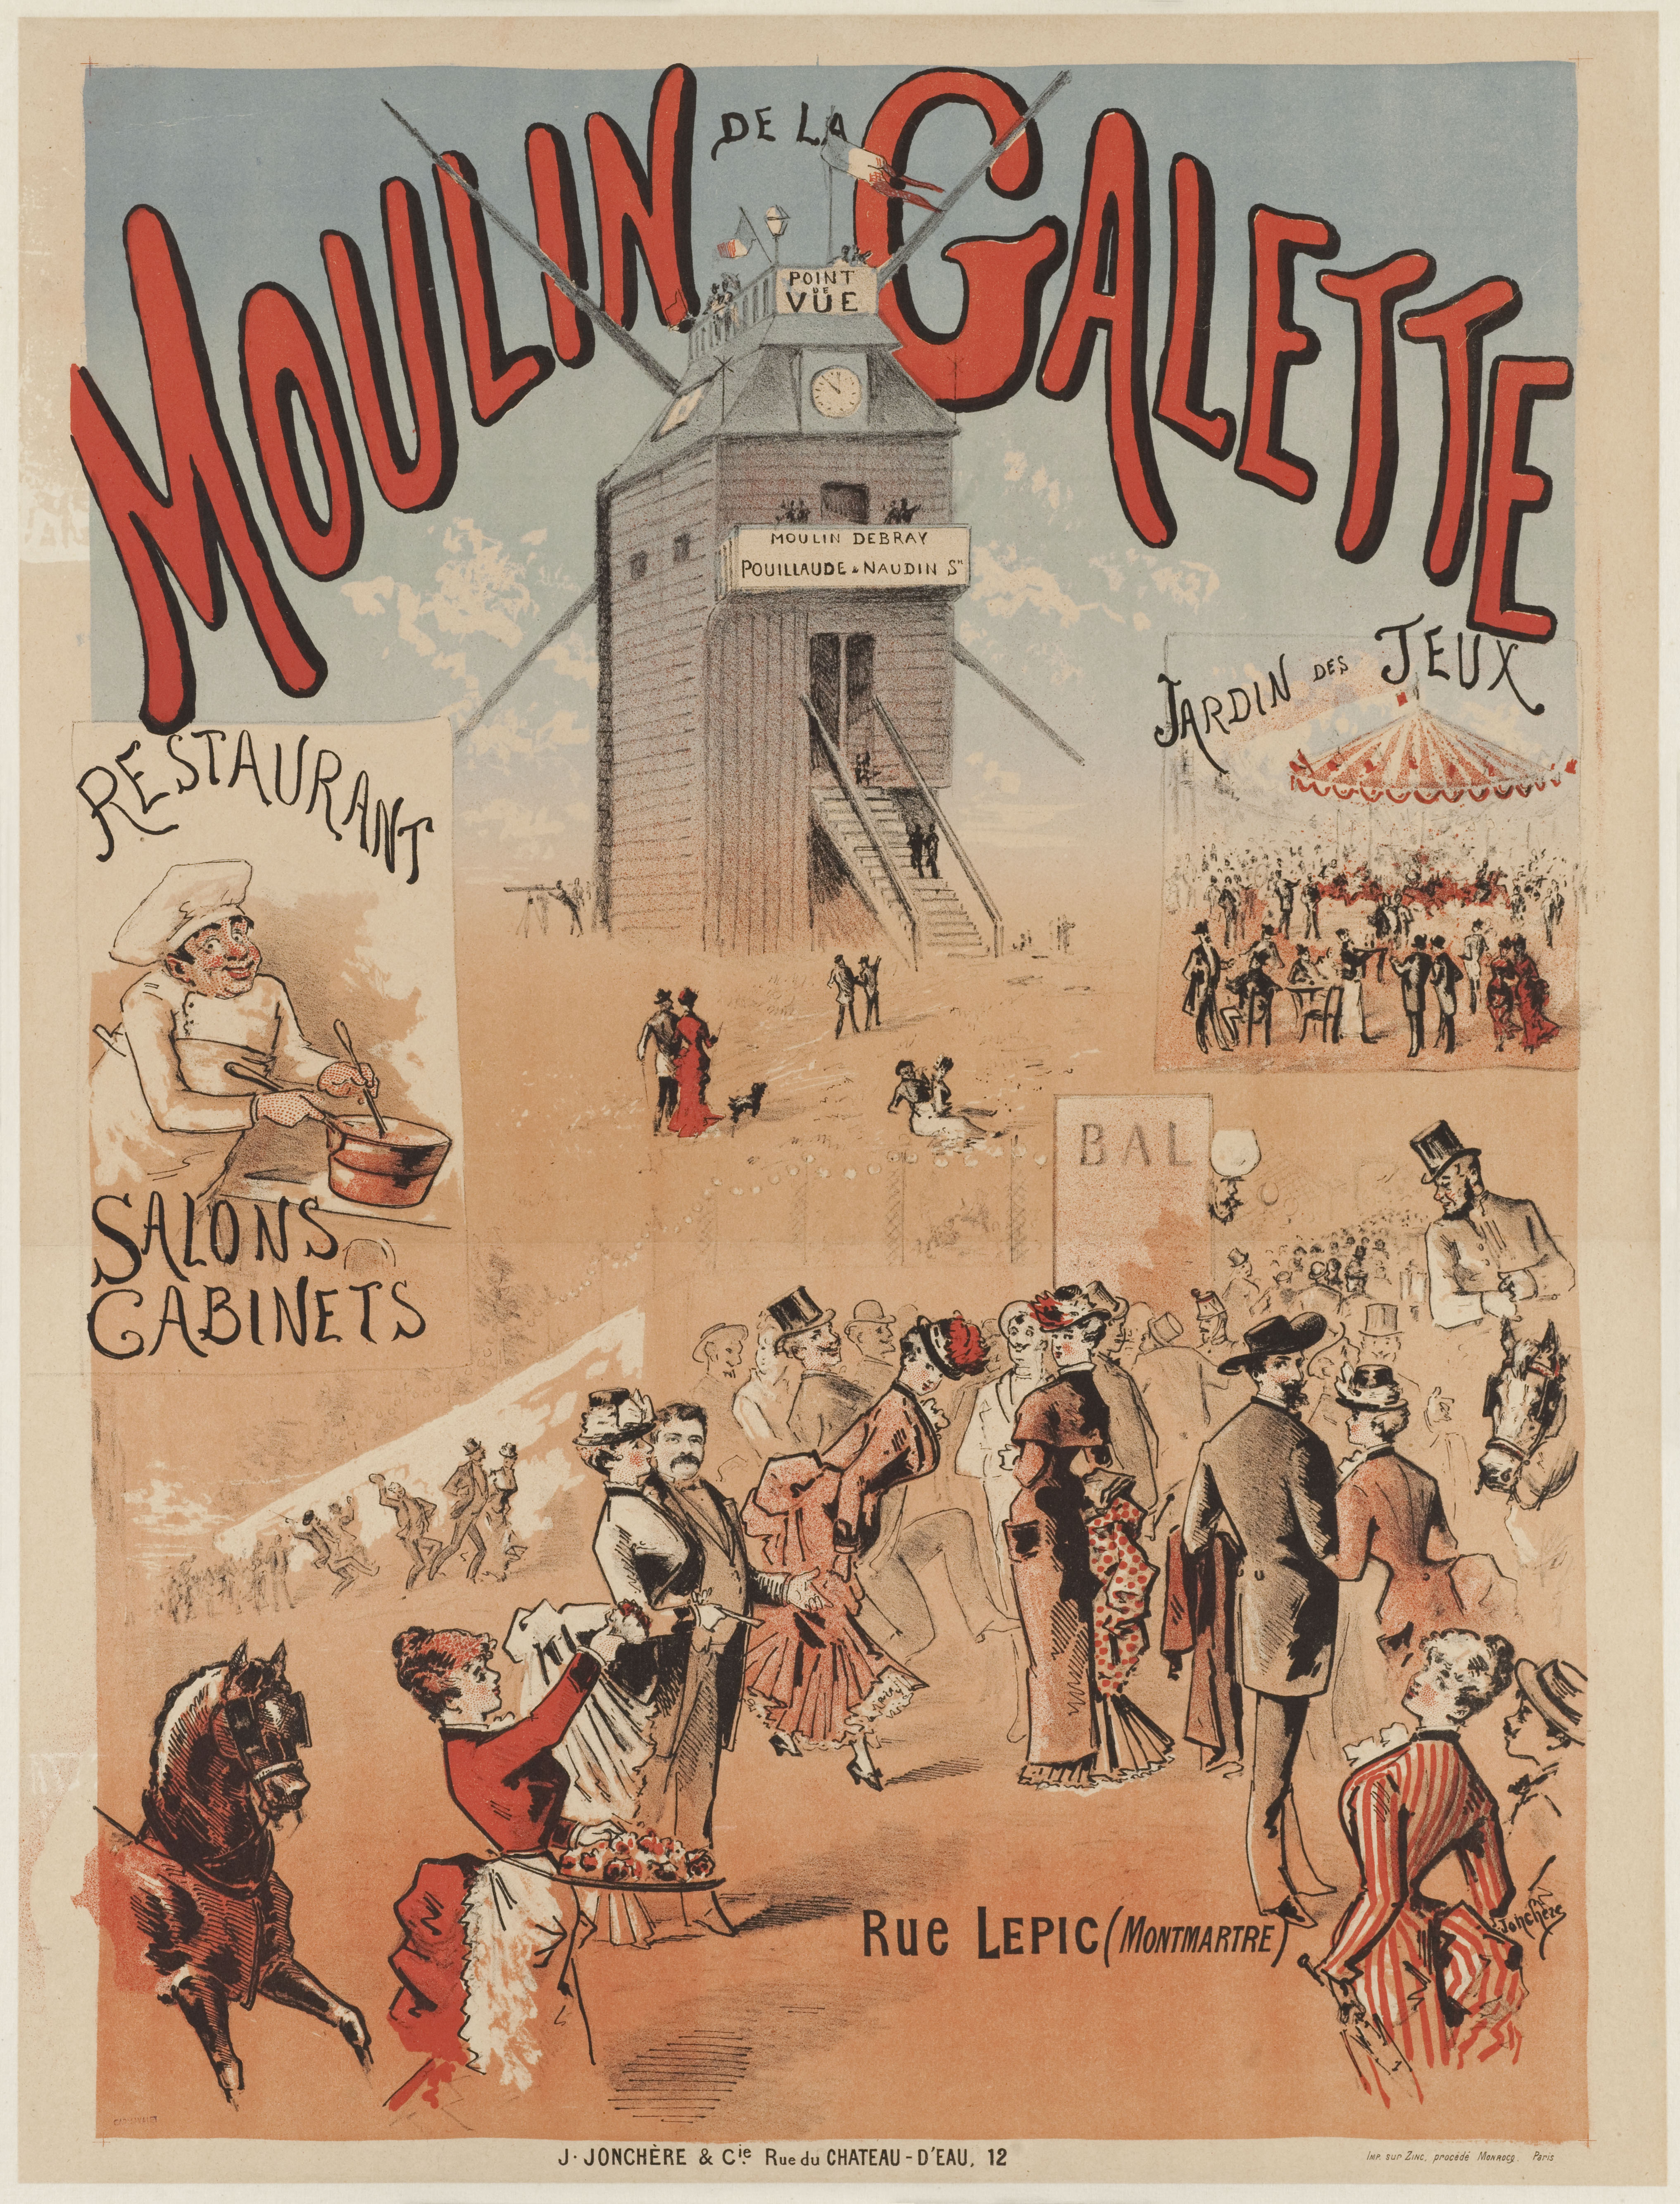 MOULIN DE LA GALETTE
POINT
DE
VUE
MOULIN DEBRAY
POUILLAUDE & NAUDIN Srs
JARDIN DES JEUX
RESTAURANT
SALONS
CABINETS
BAL
Rue LEPIC (MONTMARTRE)
Jonchère
J. JONCHÈRE & Cie. Rue du CHATEAU-D'EAU, 12
IMP. sur ZINC, procédé MONROCQ. Paris